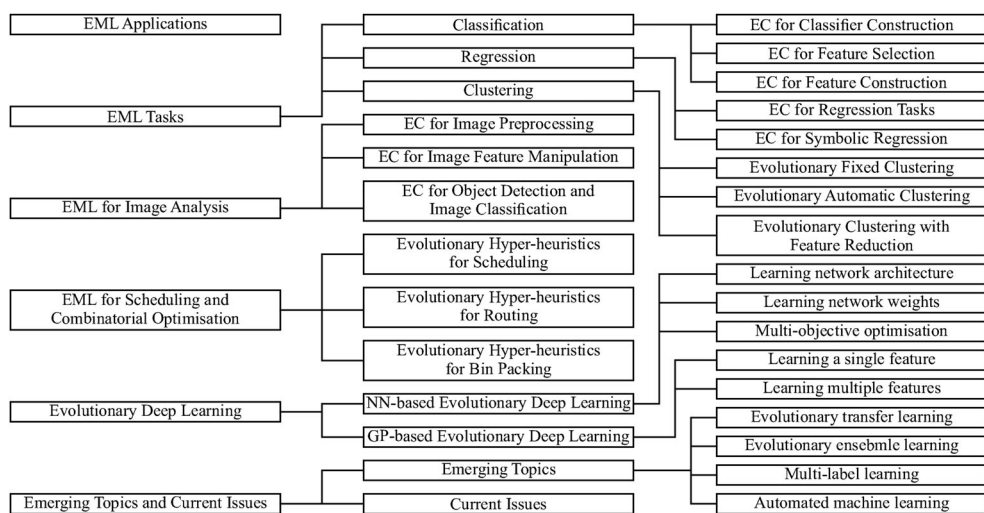 EML Applications
EML Tasks
EML for Image Analysis
EML for Scheduling and
Combinatorial Optimisation
Evolutionary Deep Learning
Emerging Topics and Current Issues
Classification
Regression
Clustering
EC for Image Preprocessing
EC for Image Feature Manipulation
EC for Object Detection and
Image Classification
Evolutionary Hyper-heuristics
for Scheduling
Evolutionary Hyper-heuristics
for Routing
Evolutionary Hyper-heuristics
for Bin Packing
NN-based Evolutionary Deep Learning
GP-based Evolutionary Deep Learning
Emerging Topics
Current Issues
EC for Classifier Construction
EC for Feature Selection
EC for Feature Construction
EC for Regression Tasks
EC for Symbolic Regression
Evolutionary Fixed Clustering
Evolutionary Automatic Clustering
Evolutionary Clustering with
Feature Reduction
Learning network architecture
Learning network weights
Multi-objective optimisation
Learning a single feature
Learning multiple features
Evolutionary transfer learning
Evolutionary ensebmle learning
Multi-label learning
Automated machine learning